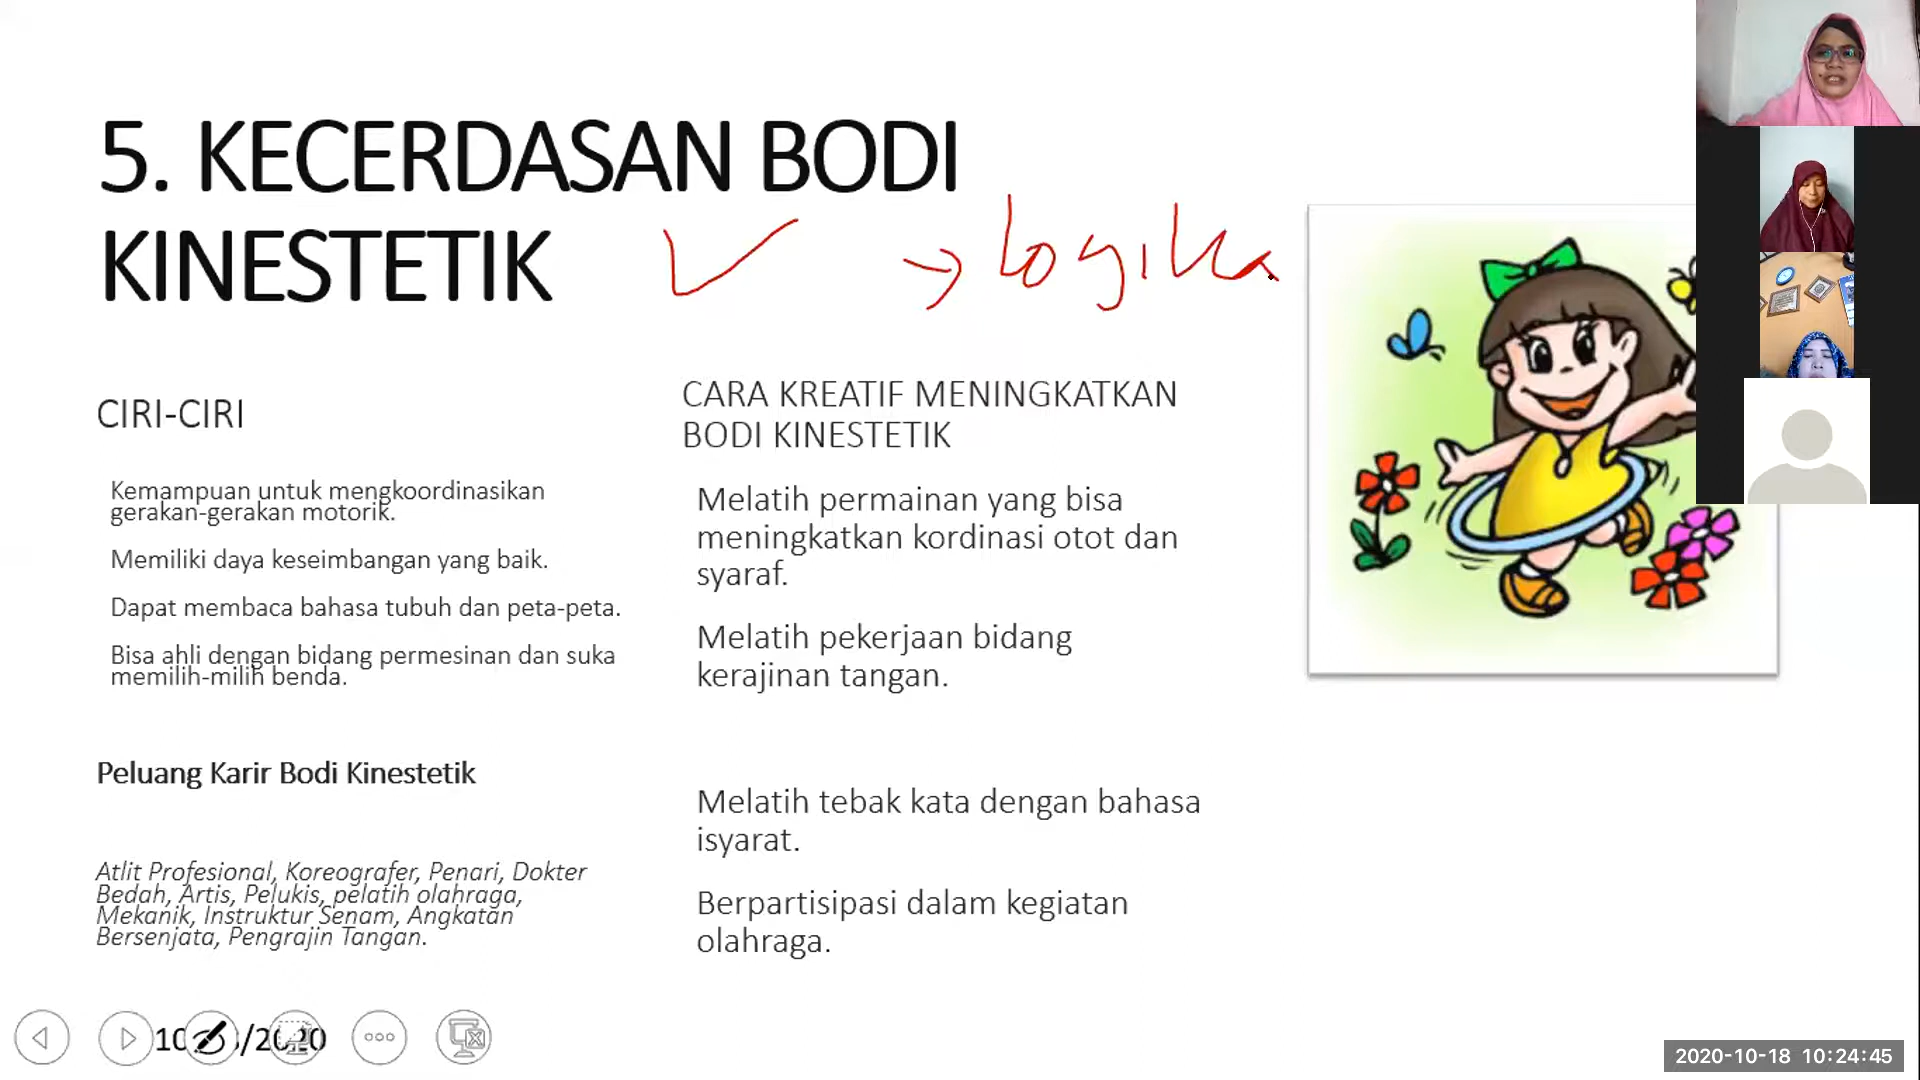 5. KECERDASAN BODI
KINESTETIK
→ logika
CIRI-CIRI
Kemampuan untuk mengkoordinasikan
gerakan-gerakan motorik.
Memiliki daya keseimbangan yang baik.
Dapat membaca bahasa tubuh dan peta-peta.
Bisa ahli dengan bidang permesinan dan suka
memilih-milih benda.
Peluang Karir Bodi Kinestetik
Atlit Profesional, Koreografer, Penari, Dokter
Bedah, Artis, Pelukis, pelatih olahraga,
Mekanik, Instruktur Senam, Angkatan
Bersenjata, Pengrajin Tangan.
CARA KREATIF MENINGKATKAN
BODI KINESTETIK
Melatih permainan yang bisa
meningkatkan kordinasi otot dan
syaraf.
Melatih pekerjaan bidang
kerajinan tangan.
Melatih tebak kata dengan bahasa
isyarat.
Berpartisipasi dalam kegiatan
olahraga.
2020-10-18 10:24:45